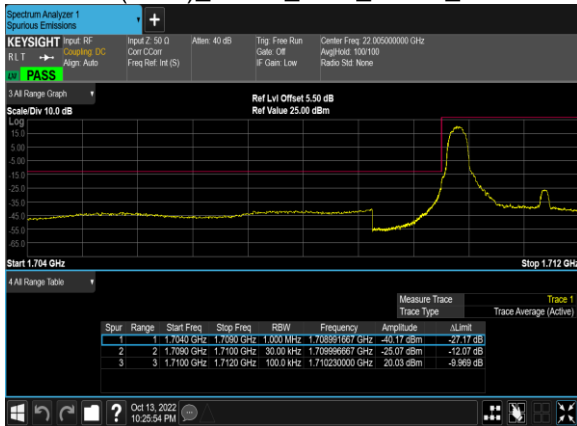 Spectrum Analyzer 1
Spurious Emissions
+
KEYSIGHT Input: RF Input Z: 50 Ω Atten: 40 dB Trig: Free Run Center Freq: 22.005000000 GHz
RLT Coupling: DC Corr CCorr Gate: Off Avg|Hold: 100/100
Align: Auto Freq Ref: Int (S) IF Gain: Low Radio Std: None
PASS
3 All Range Graph
Ref Lvl Offset 5.50 dB
Scale/Div 10.0 dB Ref Value 25.00 dBm
Log
15.0
5.00
-5.00
-15.0
-25.0
-35.0
-45.0
-55.0
-65.0
Start 1.704 GHz Stop 1.712 GHz
4 All Range Table
Measure Trace Trace 1
Trace Type Trace Average (Active)
Spur Range Start Freq Stop Freq RBW Frequency Amplitude ΔLimit
1 1 1.7040 GHz 1.7090 GHz 1.000 MHz 1.708991667 GHz -40.17 dBm -27.17 dB
2 2 1.7090 GHz 1.7100 GHz 30.00 kHz 1.709996667 GHz -25.07 dBm -12.07 dB
3 3 1.7100 GHz 1.7120 GHz 100.0 kHz 1.710230000 GHz 20.03 dBm -9.969 dB
? Oct 13, 2022
10:25:54 PM